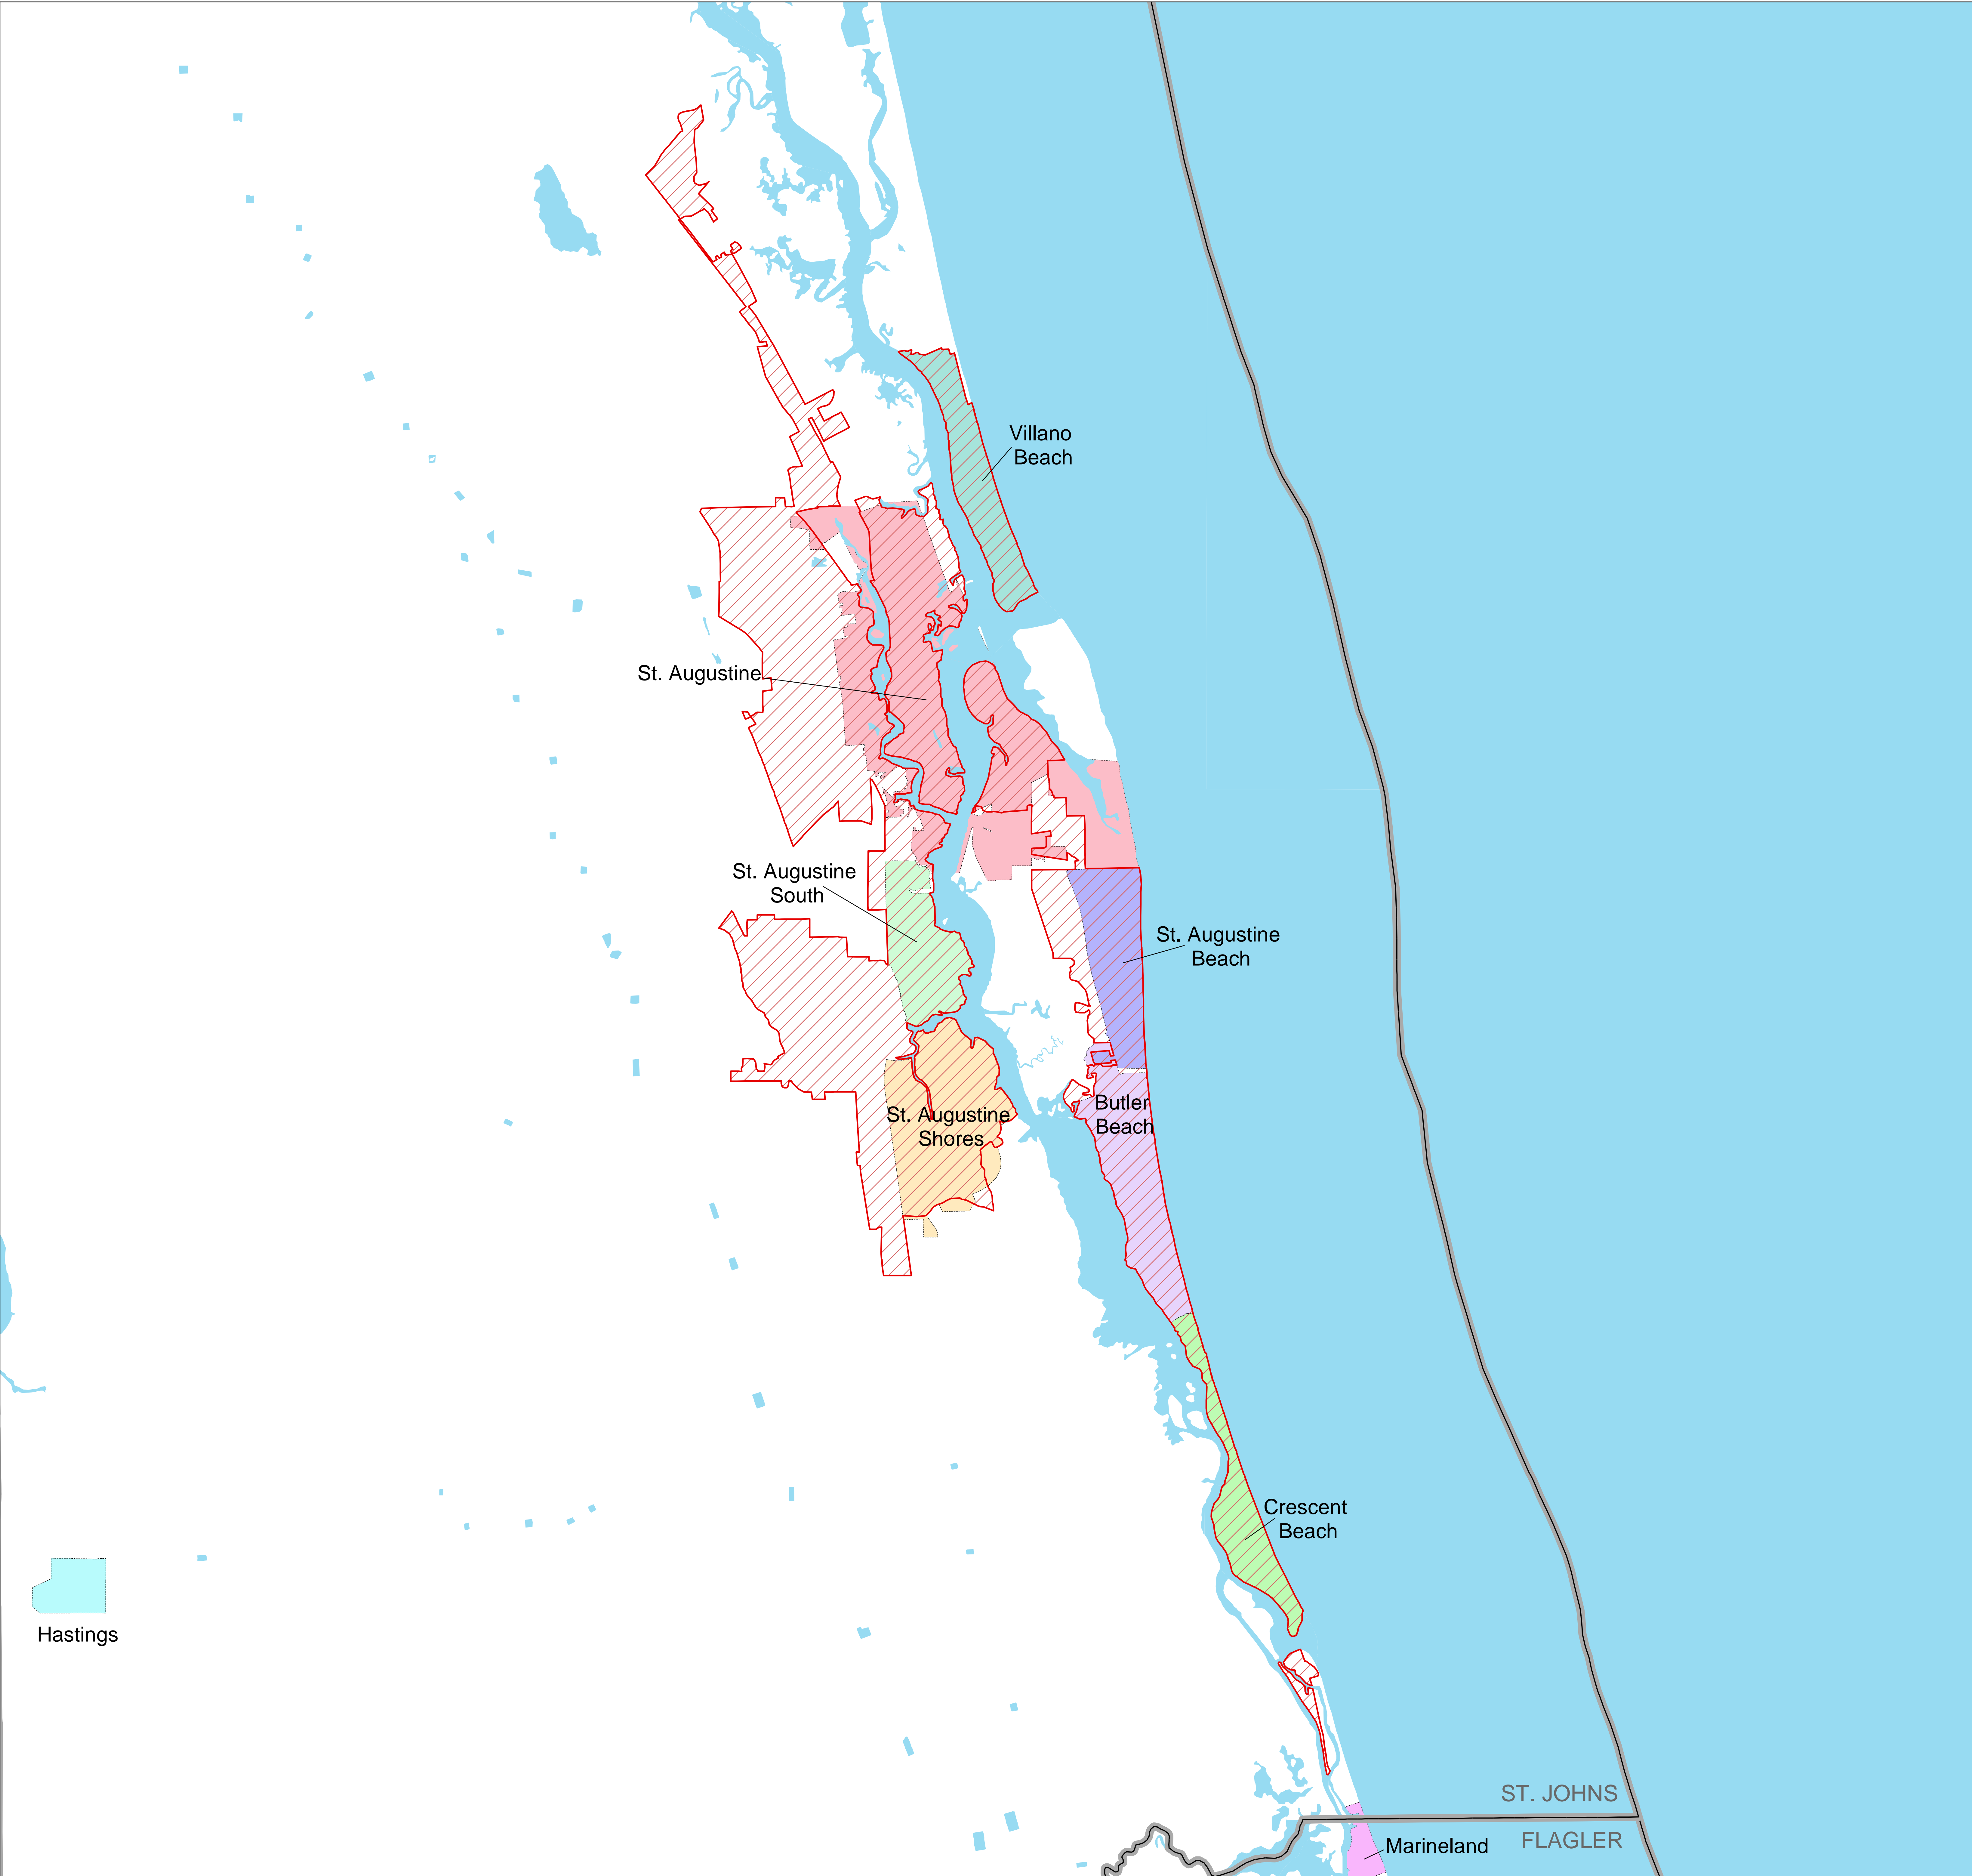 Villano
Beach
St. Augustine
St. Augustine
South
St. Augustine
Beach
Butler
Beach
St. Augustine
Shores
Crescent
Beach
Hastings
ST. JOHNS
FLAGLER
Marineland